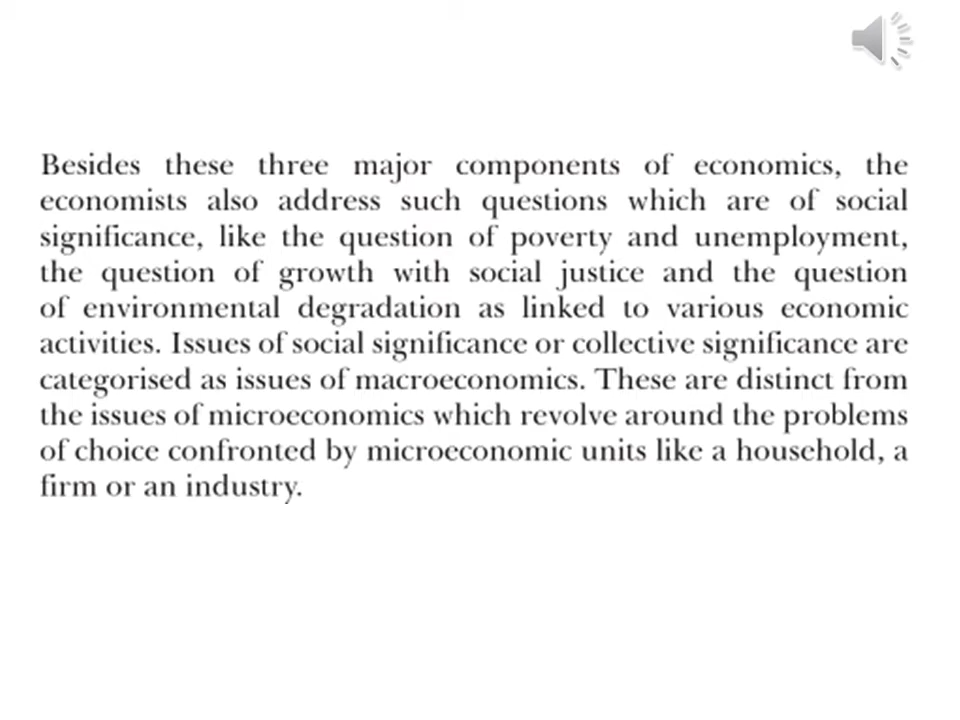 Besides these three major components of economics, the
economists also address such questions which are of social
significance, like the question of poverty and unemployment,
the question of growth with social justice and the question
of environmental degradation as linked to various economic
activities. Issues of social significance or collective significance are
categorised as issues of macroeconomics. These are distinct from
the issues of microeconomics which revolve around the problems
of choice confronted by microeconomic units like a household, a
firm or an industry.